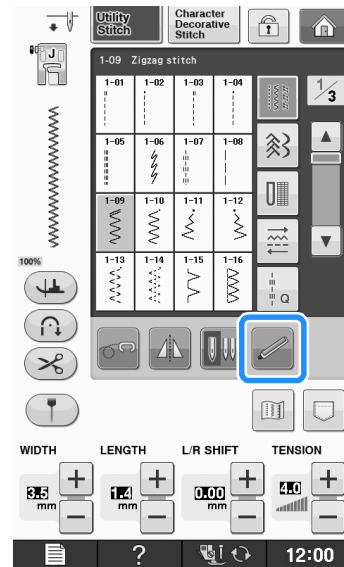 Utility
Stitch
Character
Decorative
Stitch
J
1-09 Zigzag stitch
1/3
1-01 1-02 1-03 1-04
1-05 1-06 1-07 1-08
1-09 1-10 1-11 1-12
1-13 1-14 1-15 1-16
Q
100%
WIDTH LENGTH L/R SHIFT TENSION
3.5 mm + − 1.4 mm + − 0.00 mm + − 4.0 + −
? 12:00